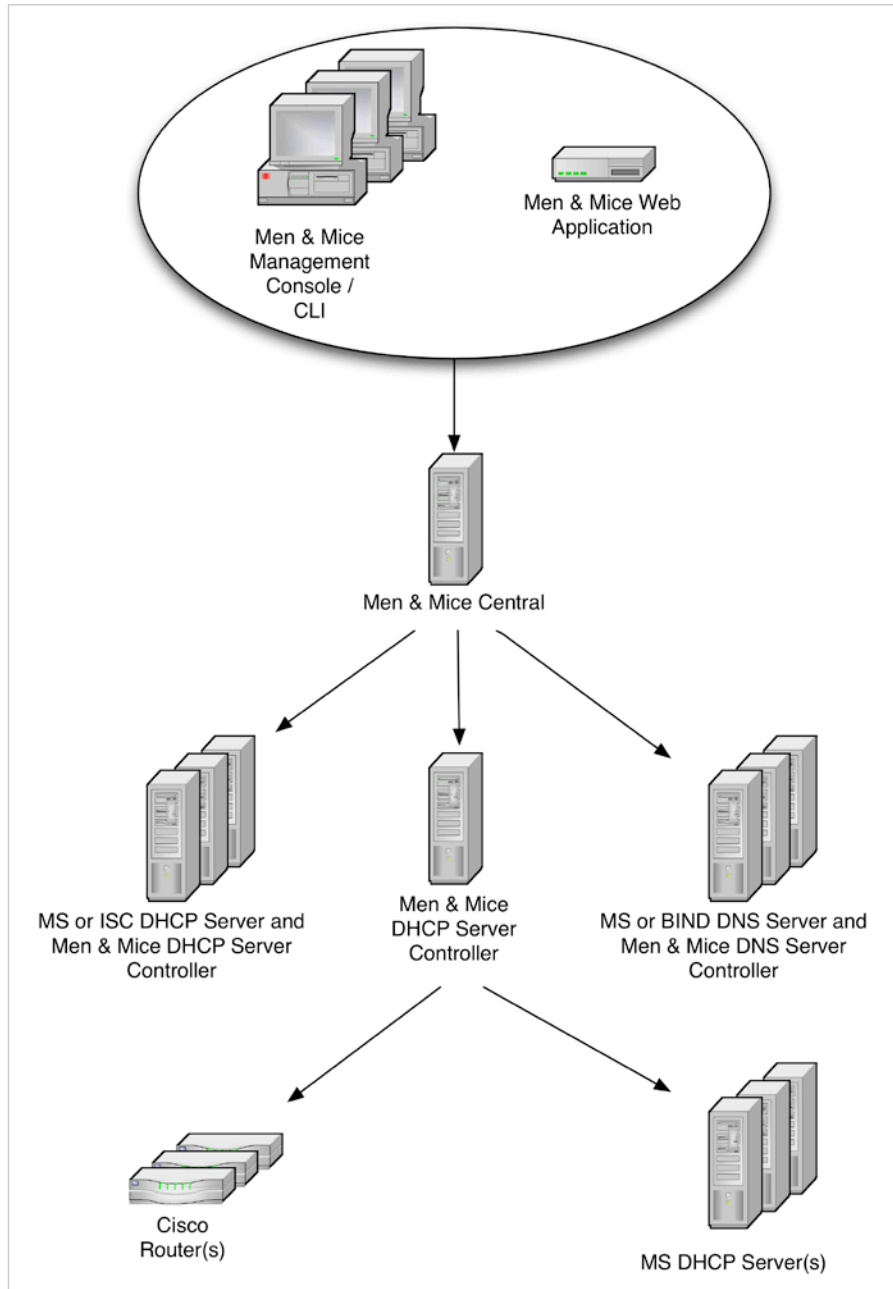 Men & Mice
Management
Console /
CLI
Men & Mice Web
Application
Men & Mice Central
MS or ISC DHCP Server and
Men & Mice DHCP Server
Controller
Men & Mice
DHCP Server
Controller
MS or BIND DNS Server and
Men & Mice DNS Server
Controller
Cisco
Router(s)
MS DHCP Server(s)